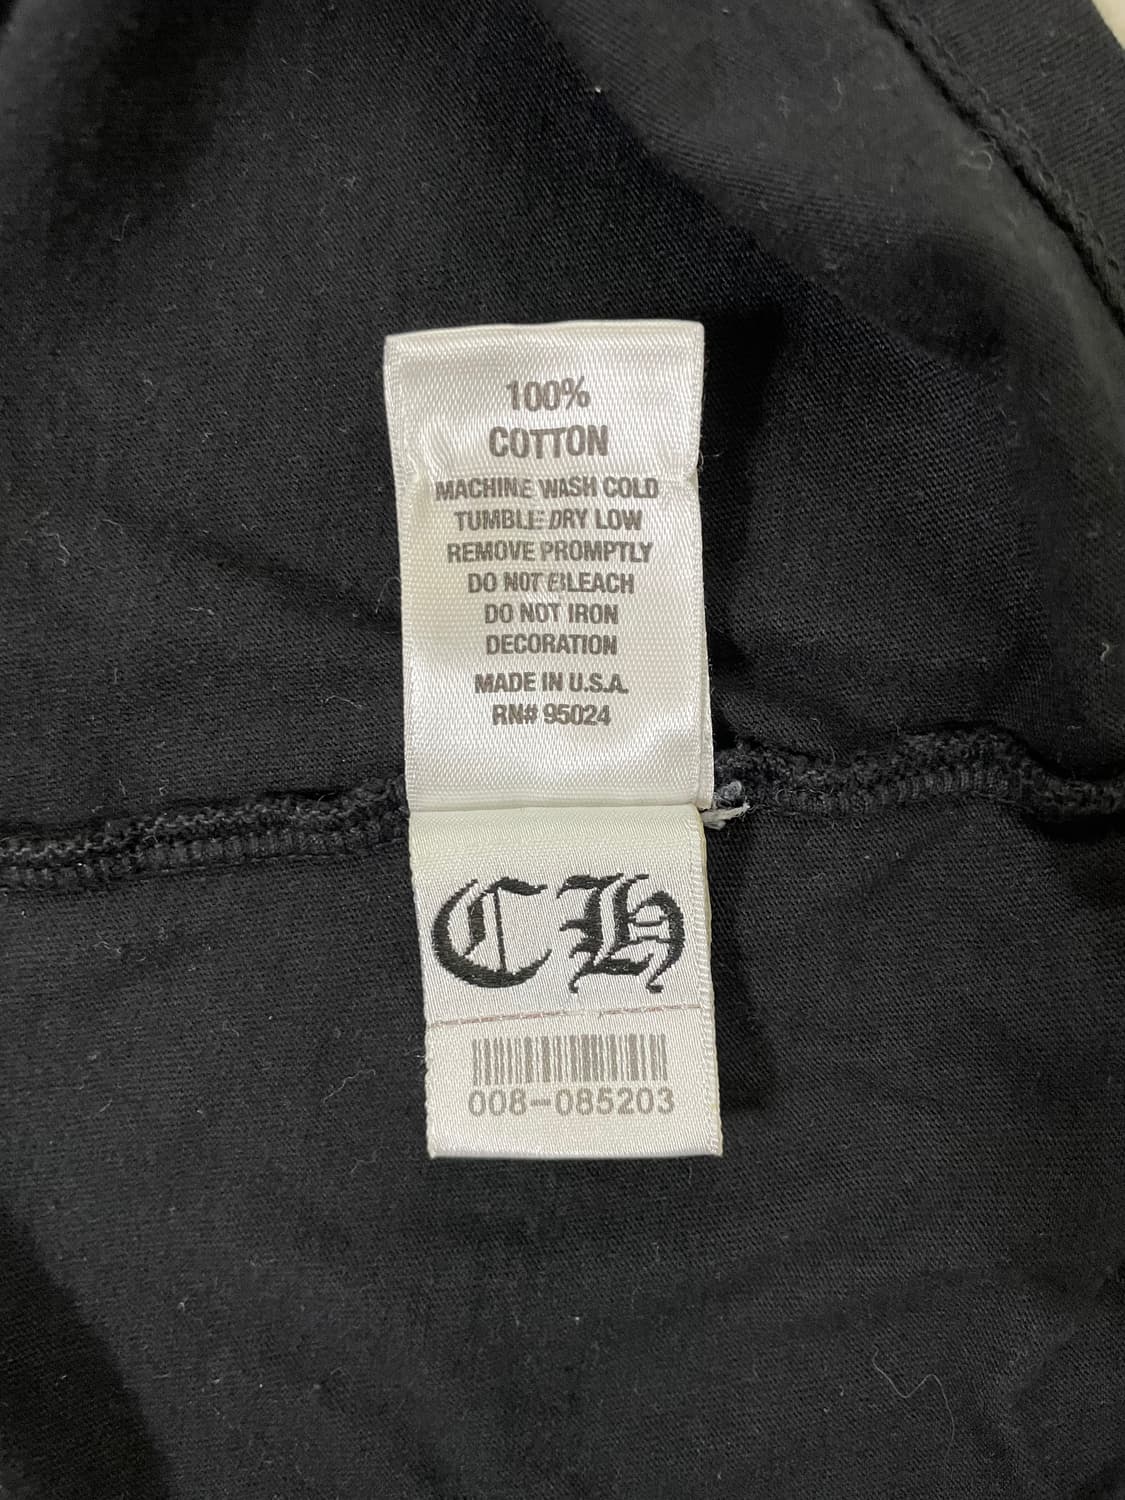 100%
COTTON
MACHINE WASH COLD
TUMBLE DRY LOW
REMOVE PROMPTLY
DO NOT BLEACH
DO NOT IRON
DECORATION
MADE IN U.S.A.
RN# 95024
CH
008-085203